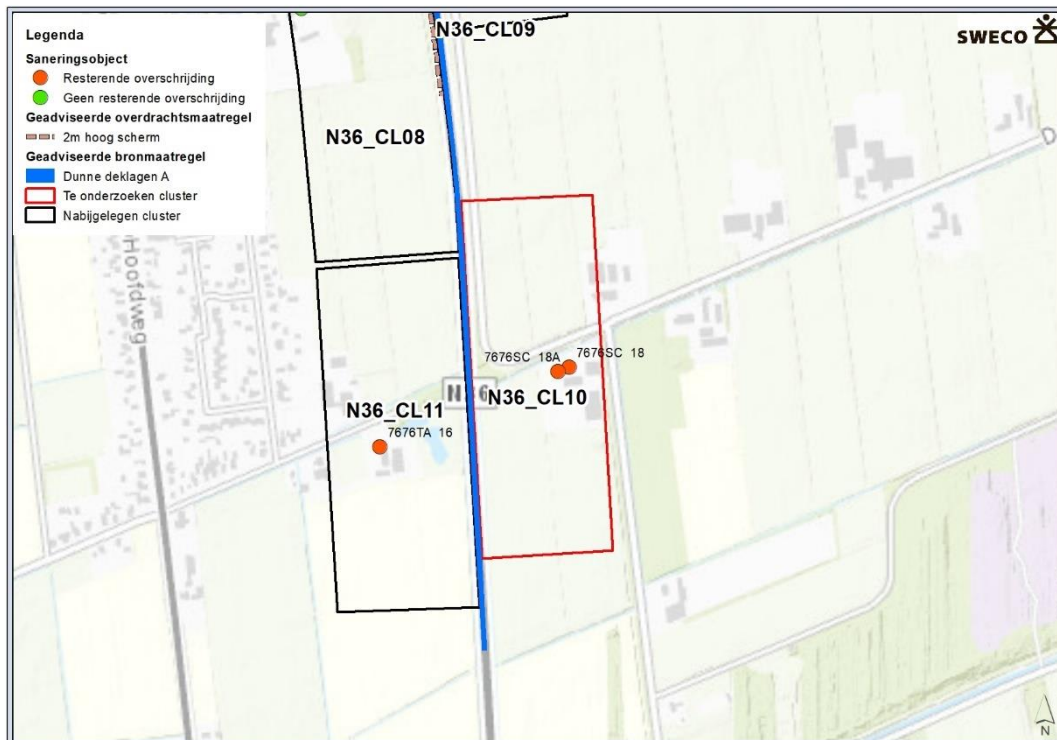 Legenda
Saneringsobject
Resterende overschrijding
Geen resterende overschrijding
Geadviseerde overdrachtsmaatregel
2m hoog scherm
Geadviseerde bronmaatregel
Dunne deklagen A
Te onderzoeken cluster
Nabijgelegen cluster
N36_CL09
SWECO
N36_CL08
D
Hoofdweg
7676SC 18A
7676SC 18
N36
N36_CL10
N36_CL11
7676TA 16
N